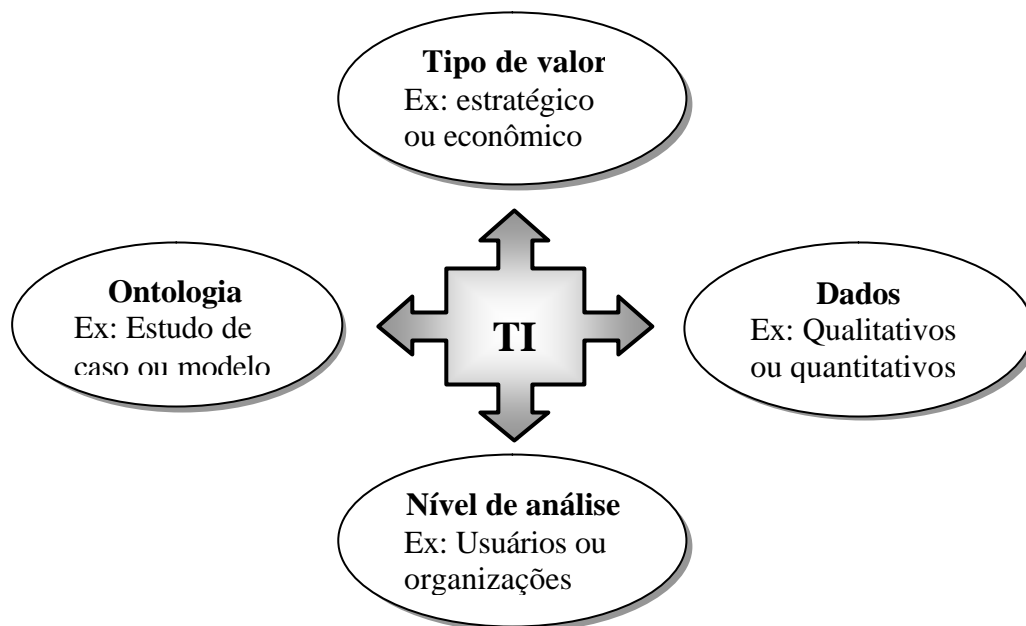 Tipo de valor
Ex: estratégico
ou econômico
Ontologia
Ex: Estudo de
caso ou modelo
TI
Dados
Ex: Qualitativos
ou quantitativos
Nível de análise
Ex: Usuários ou
organizações